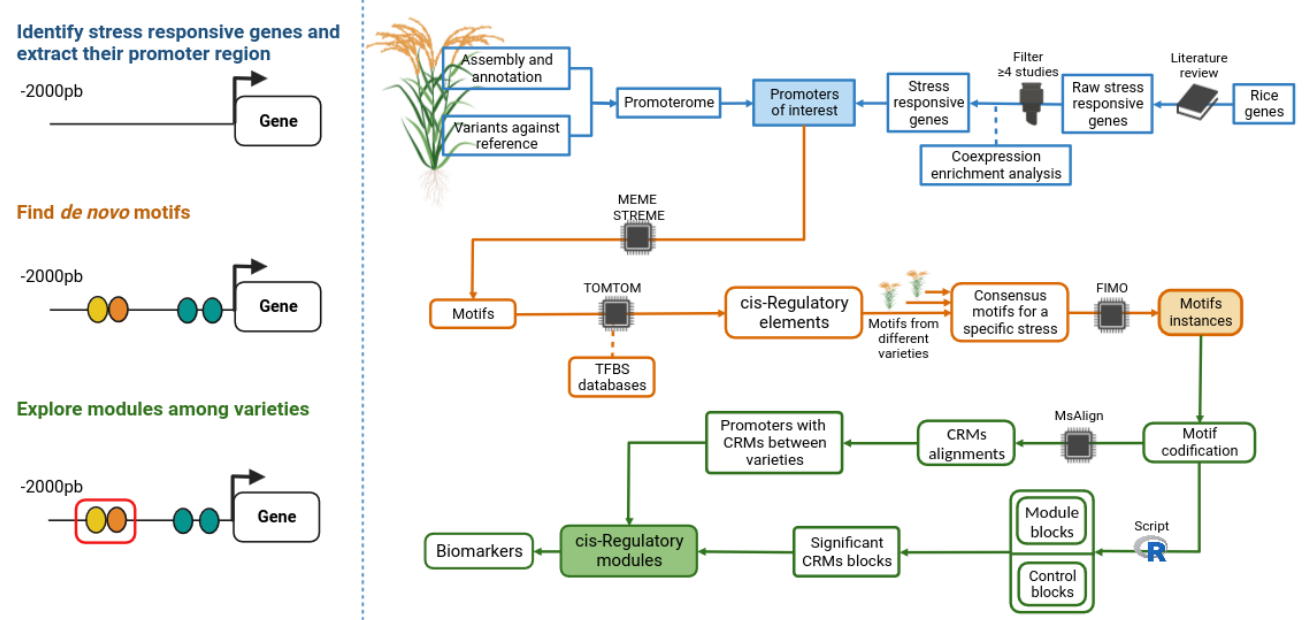 Identify stress responsive genes and
extract their promoter region
-2000pb
Gene
Find de novo motifs
-2000pb
Gene
Explore modules among varieties
-2000pb
Gene
Assembly and
annotation
Variants against
reference
Promoterome
Promoters
of interest
Stress
responsive
genes
Filter
≥4 studies
Raw stress
responsive
genes
Literature
review
Rice
genes
Coexpression
enrichment analysis
MEME
STREME
Motifs
TOMTOM
TFBS
databases
cis-Regulatory
elements
Motifs from
different
varieties
Consensus
motifs for a
specific stress
FIMO
Motifs
instances
Motif
codification
MsAlign
CRMs
alignments
Promoters with
CRMs between
varieties
Script
R
Module
blocks
Control
blocks
Significant
CRMs blocks
cis-Regulatory
modules
Biomarkers